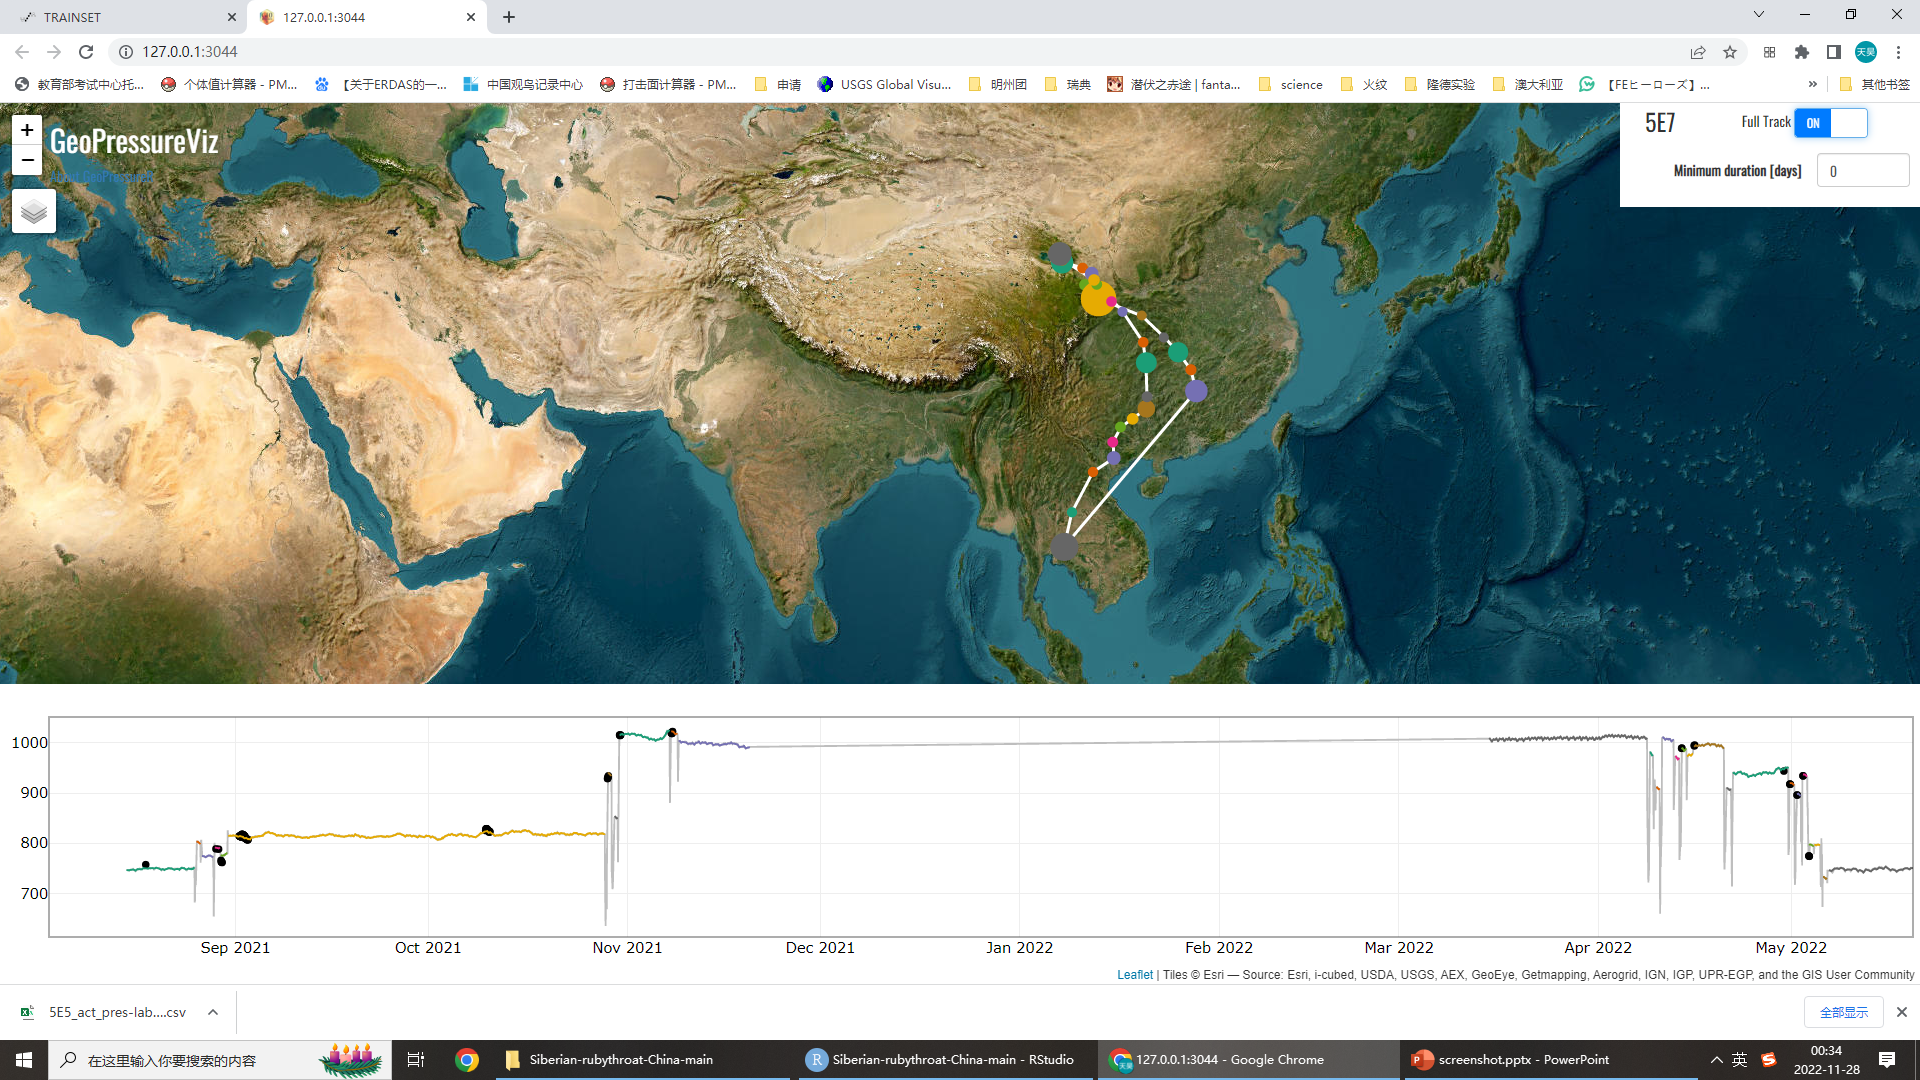 TRAINSET
127.0.0.1:3044
127.0.0.1:3044
教育部考试中心托...
个体值计算器 - PM...
【关于ERDAS的一...
中国观鸟记录中心
打击面计算器 - PM...
申请
USGS Global Visu...
明州团
瑞典
潜伏之赤途 | fanta...
science
火纹
隆德实验
澳大利亚
【FEヒーローズ】...
»
其他书签
天昊
+
−
GeoPressureViz
5E7
Full Track
ON
Minimum duration [days]
0
1000
900
800
700
Sep 2021
Oct 2021
Nov 2021
Dec 2021
Jan 2022
Feb 2022
Mar 2022
Apr 2022
May 2022
Leaflet | Tiles © Esri — Source: Esri, i-cubed, USDA, USGS, AEX, GeoEye, Getmapping, Aerogrid, IGN, IGP, UPR-EGP, and the GIS User Community
5E5_act_pres-lab....csv
全部显示
在这里输入你要搜索的内容
Siberian-rubythroat-China-main
Siberian-rubythroat-China-main - RStudio
127.0.0.1:3044 - Google Chrome
screenshot.pptx - PowerPoint
英
00:34
2022-11-28